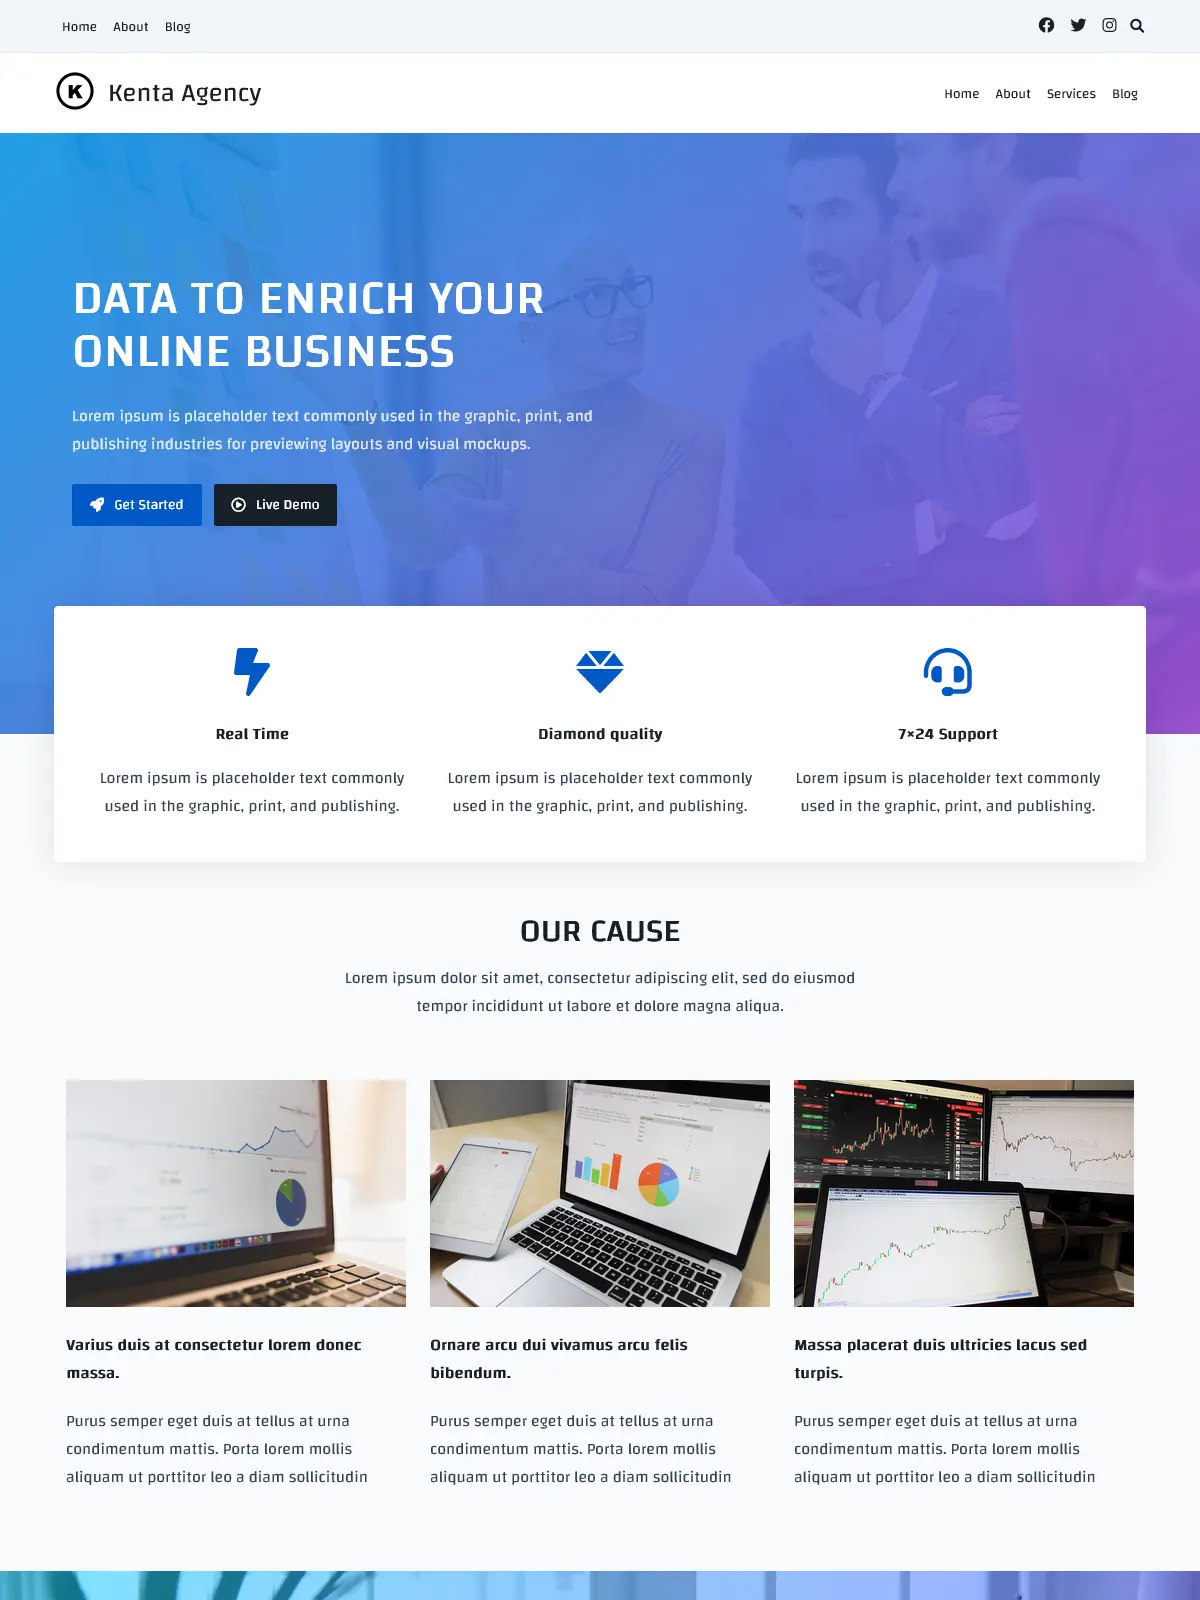 Home About Blog
K Kenta Agency
Home About Services Blog
DATA TO ENRICH YOUR
ONLINE BUSINESS
Lorem ipsum is placeholder text commonly used in the graphic, print, and
publishing industries for previewing layouts and visual mockups.
Get Started
Live Demo
Real Time
Lorem ipsum is placeholder text commonly
used in the graphic, print, and publishing.
Diamond quality
Lorem ipsum is placeholder text commonly
used in the graphic, print, and publishing.
7×24 Support
Lorem ipsum is placeholder text commonly
used in the graphic, print, and publishing.
OUR CAUSE
Lorem ipsum dolor sit amet, consectetur adipiscing elit, sed do eiusmod
tempor incididunt ut labore et dolore magna aliqua.
Varius duis at consectetur lorem donec
massa.
Purus semper eget duis at tellus at urna
condimentum mattis. Porta lorem mollis
aliquam ut porttitor leo a diam sollicitudin
Ornare arcu dui vivamus arcu felis
bibendum.
Purus semper eget duis at tellus at urna
condimentum mattis. Porta lorem mollis
aliquam ut porttitor leo a diam sollicitudin
Massa placerat duis ultricies lacus sed
turpis.
Purus semper eget duis at tellus at urna
condimentum mattis. Porta lorem mollis
aliquam ut porttitor leo a diam sollicitudin